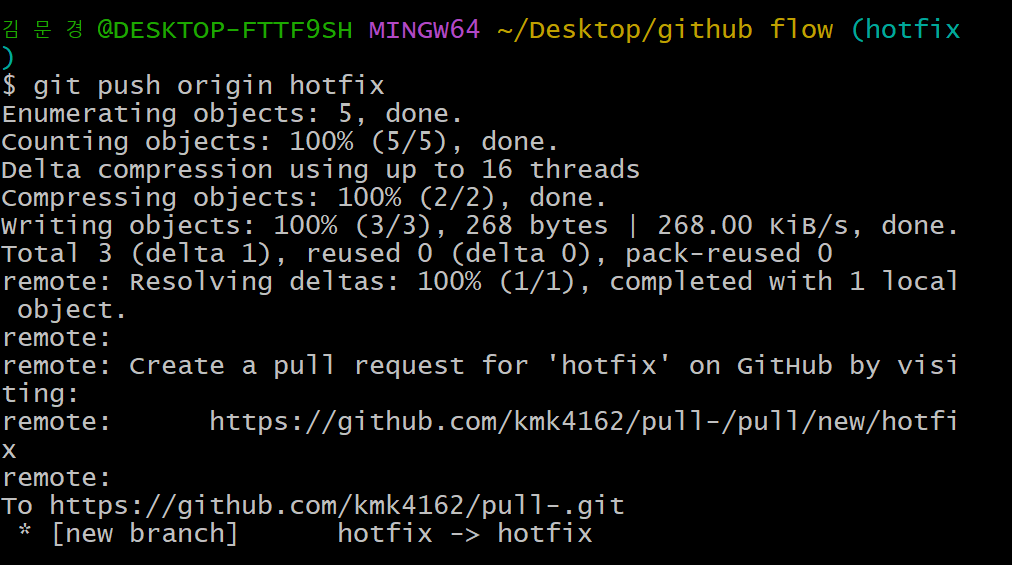 김 문 경 @DESKTOP-FTTF9SH MINGW64 ~/Desktop/github flow (hotfix
)
$ git push origin hotfix
Enumerating objects: 5, done.
Counting objects: 100% (5/5), done.
Delta compression using up to 16 threads
Compressing objects: 100% (2/2), done.
Writing objects: 100% (3/3), 268 bytes | 268.00 KiB/s, done.
Total 3 (delta 1), reused 0 (delta 0), pack-reused 0
remote: Resolving deltas: 100% (1/1), completed with 1 local
 object.
remote:
remote: Create a pull request for 'hotfix' on GitHub by visi
ting:
remote:      https://github.com/kmk4162/pull-/pull/new/hotfi
x
remote:
To https://github.com/kmk4162/pull-.git
 * [new branch]      hotfix -> hotfix